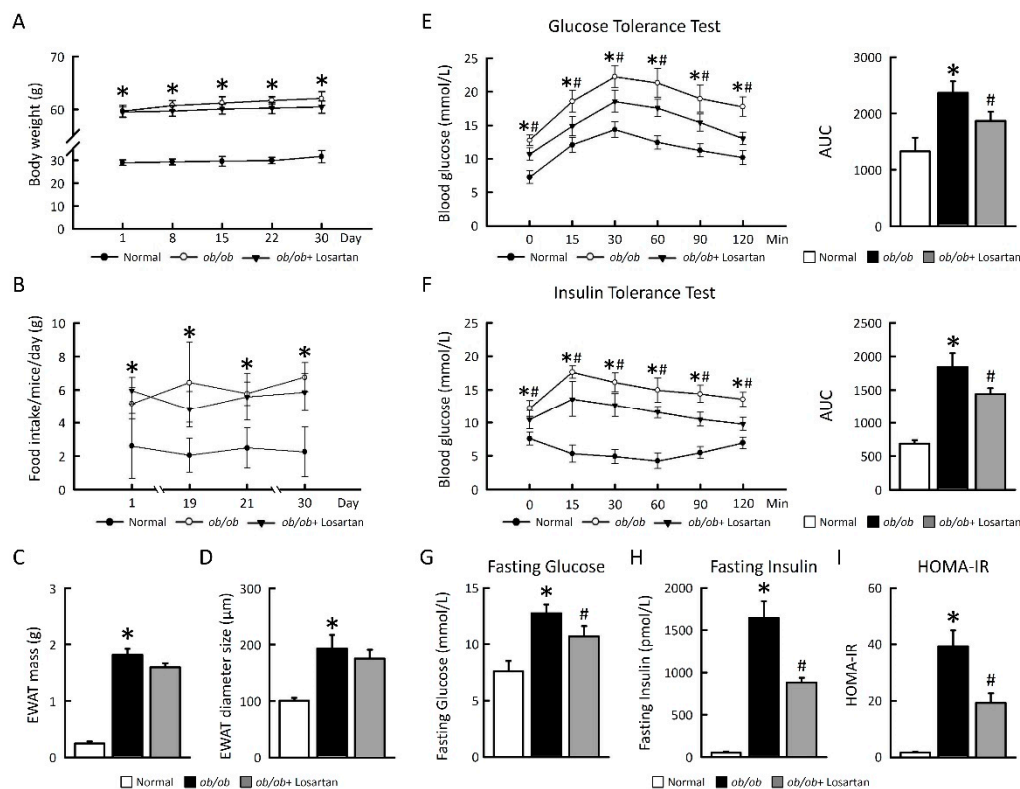 A
Body weight (g)
70
60
30
20
10
0
*
*
*
*
*
1 8 15 22 30 Day
Normal ob/ob ob/ob+ Losartan
B
Food intake/mice/day (g)
10
8
6
4
2
0
*
*
*
*
1 19 21 30 Day
Normal ob/ob ob/ob+ Losartan
C
EWAT mass (g)
3
2
1
0
*
D
EWAT diameter size (μm)
300
200
100
0
*
Normal ob/ob ob/ob+ Losartan
E
Glucose Tolerance Test
Blood glucose (mmol/L)
25
20
15
10
5
0
*#
*#
*#
*#
*#
*#
0 15 30 60 90 120 Min
Normal ob/ob ob/ob+ Losartan
AUC
3000
2000
1000
0
*
#
Normal ob/ob ob/ob+ Losartan
F
Insulin Tolerance Test
Blood glucose (mmol/L)
25
20
15
10
5
0
*#
*#
*#
*#
*#
*#
0 15 30 60 90 120 Min
Normal ob/ob ob/ob+ Losartan
AUC
2500
2000
1500
1000
500
0
*
#
Normal ob/ob ob/ob+ Losartan
G
Fasting Glucose
Fasting Glucose (mmol/L)
15
10
5
0
*
#
H
Fasting Insulin
Fasting Insulin (pmol/L)
2000
1500
1000
500
0
*
#
I
HOMA-IR
HOMA-IR
60
40
20
0
*
#
Normal ob/ob ob/ob+ Losartan